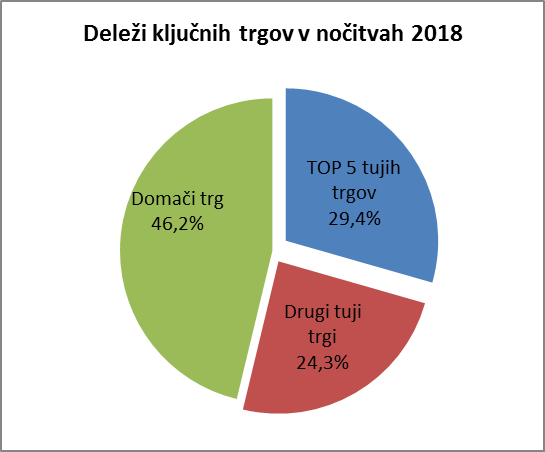 Deleži ključnih trgov v nočitvah 2018
TOP 5 tujih
trgov
29,4%
Domači trg
46,2%
Drugi tuji
trgi
24,3%